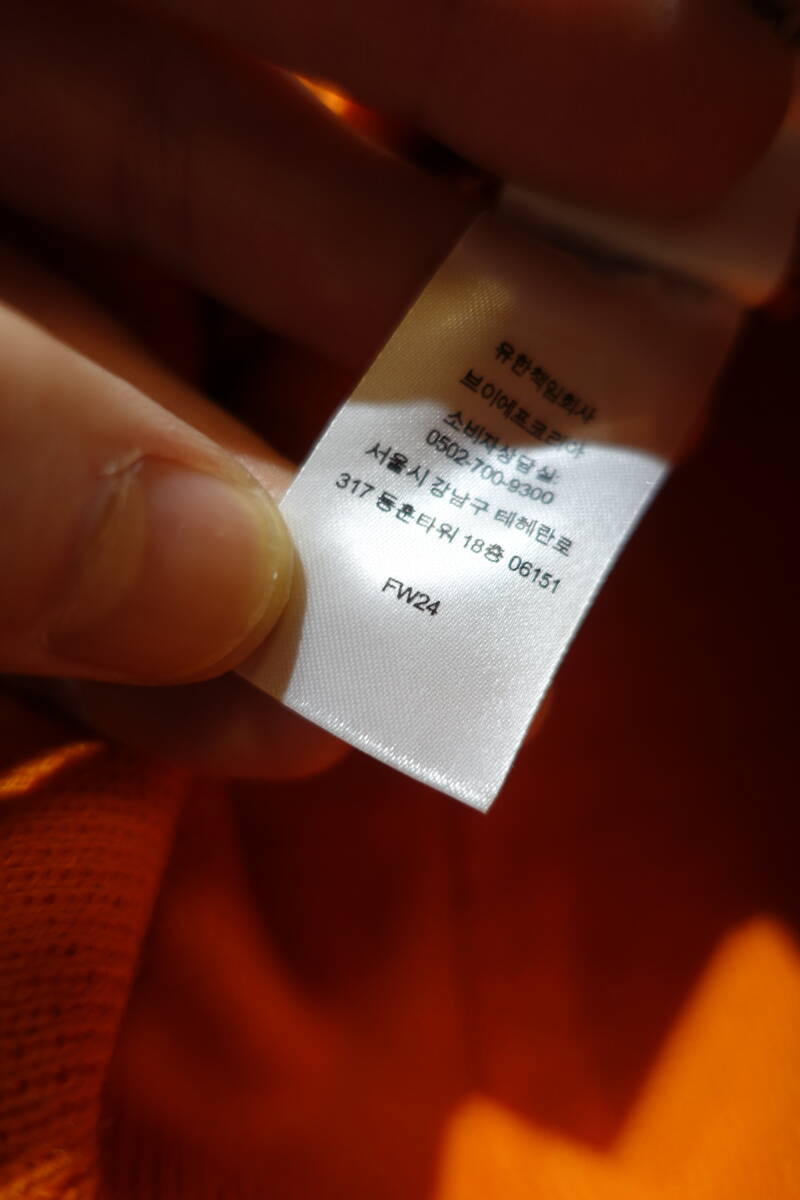 유한책임회사
브이에프코리아
소비자상담실:
0502-700-9300
서울시 강남구 테헤란로
317 동훈타워 18층 06151
FW24